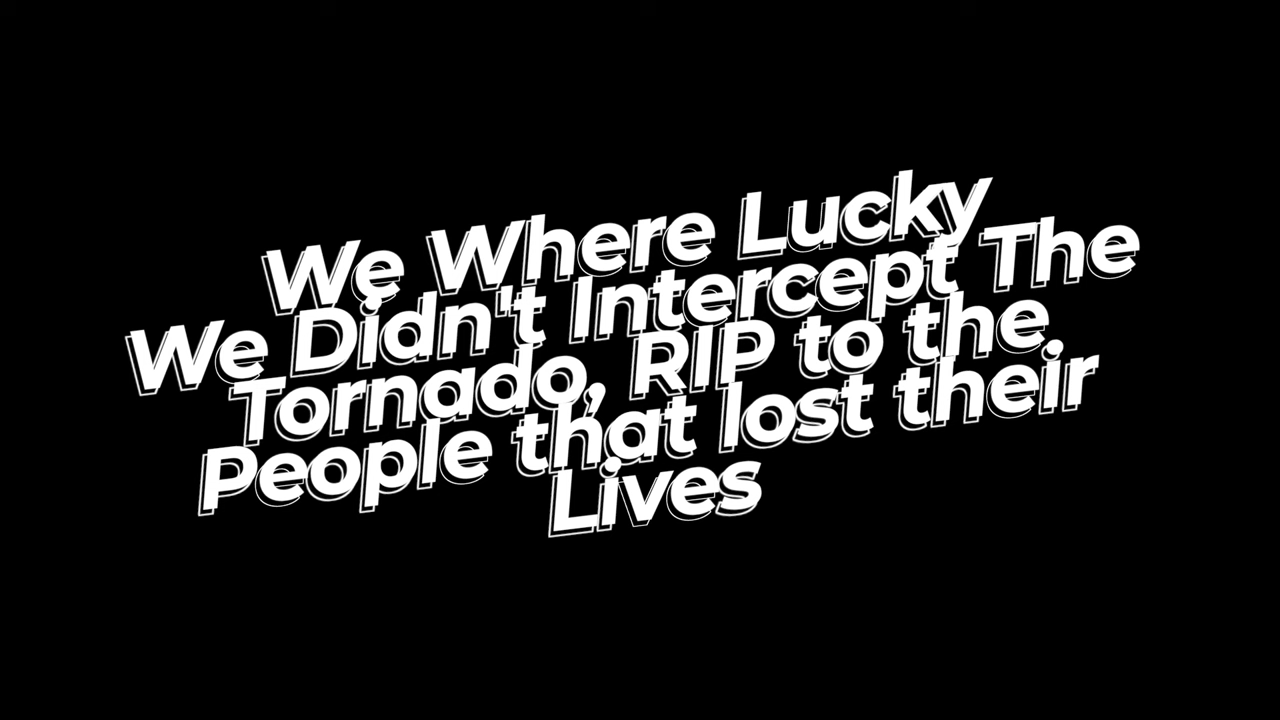 We Where Lucky
We Didn't Intercept The
Tornado, RIP to the
People that lost their
Lives